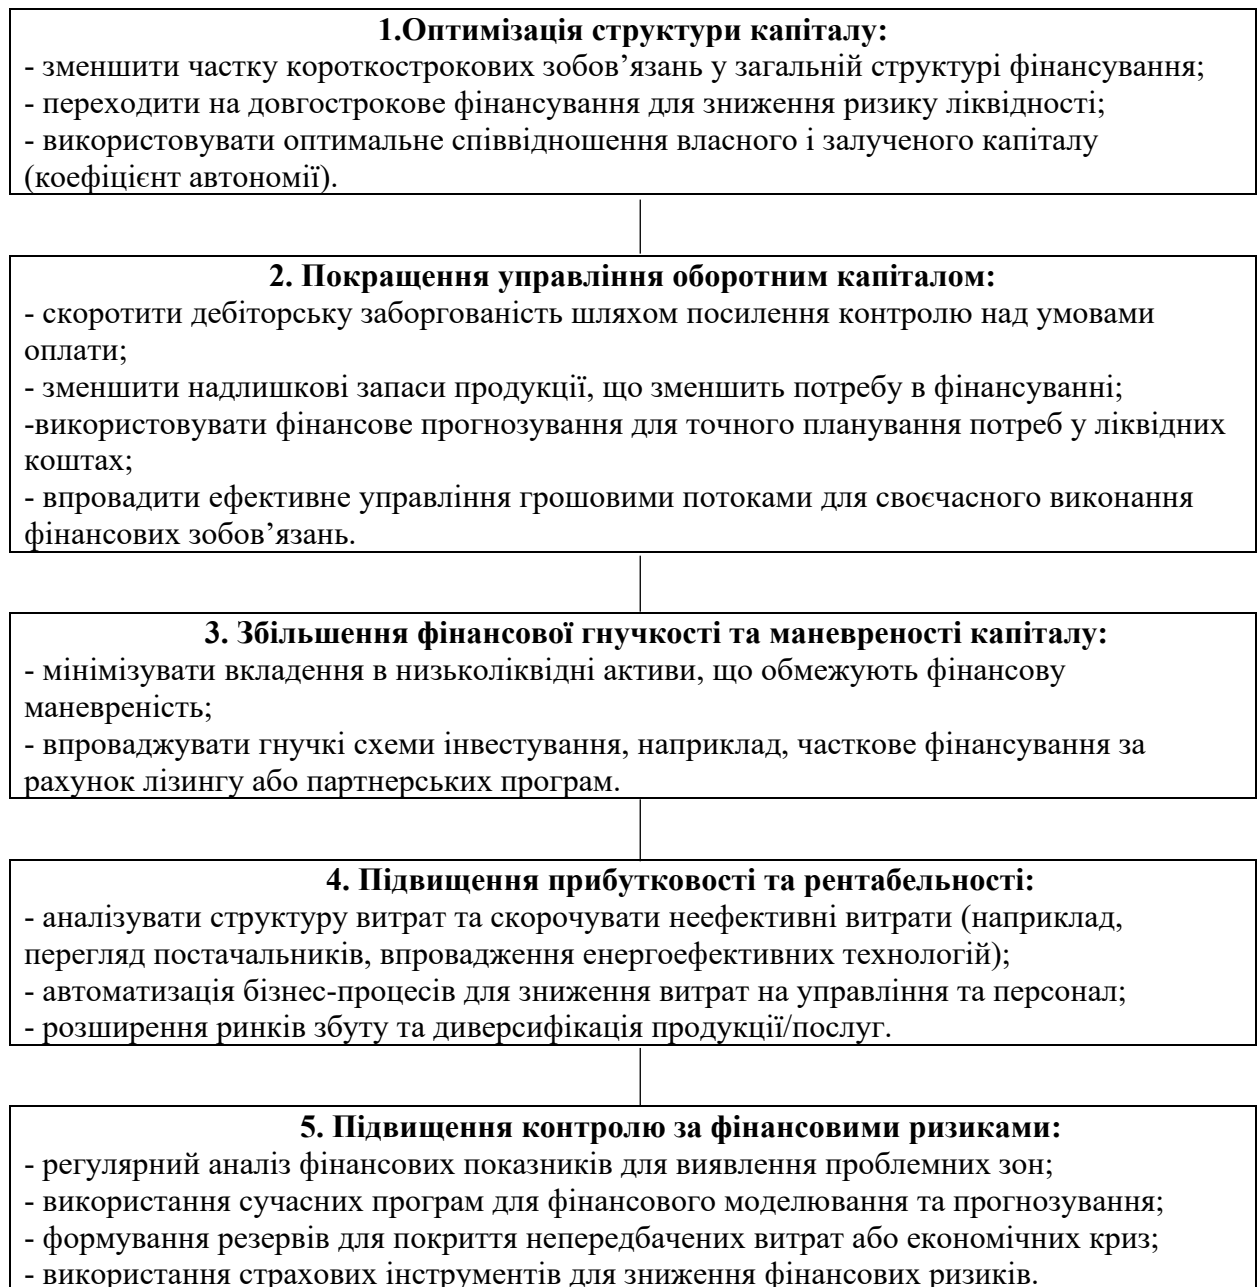 1.Оптимізація структури капіталу:
- зменшити частку короткострокових зобов’язань у загальній структурі фінансування;
- переходити на довгострокове фінансування для зниження ризику ліквідності;
- використовувати оптимальне співвідношення власного і залученого капіталу
(коефіцієнт автономії).
2. Покращення управління оборотним капіталом:
- скоротити дебіторську заборгованість шляхом посилення контролю над умовами
оплати;
- зменшити надлишкові запаси продукції, що зменшить потребу в фінансуванні;
-використовувати фінансове прогнозування для точного планування потреб у ліквідних
коштах;
- впровадити ефективне управління грошовими потоками для своєчасного виконання
фінансових зобов’язань.
3. Збільшення фінансової гнучкості та маневреності капіталу:
- мінімізувати вкладення в низьколіквідні активи, що обмежують фінансову
маневреність;
- впроваджувати гнучкі схеми інвестування, наприклад, часткове фінансування за
рахунок лізингу або партнерських програм.
4. Підвищення прибутковості та рентабельності:
- аналізувати структуру витрат та скорочувати неефективні витрати (наприклад,
перегляд постачальників, впровадження енергоефективних технологій);
- автоматизація бізнес-процесів для зниження витрат на управління та персонал;
- розширення ринків збуту та диверсифікація продукції/послуг.
5. Підвищення контролю за фінансовими ризиками:
- регулярний аналіз фінансових показників для виявлення проблемних зон;
- використання сучасних програм для фінансового моделювання та прогнозування;
- формування резервів для покриття непередбачених витрат або економічних криз;
- використання страхових інструментів для зниження фінансових ризиків.